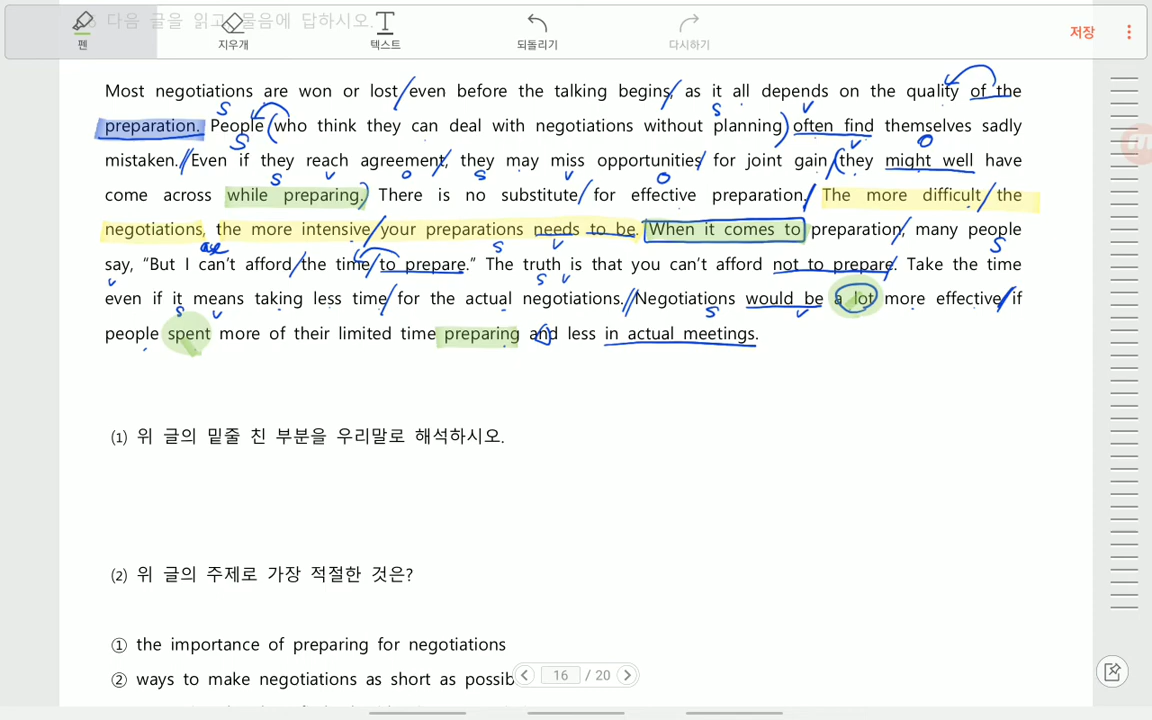 다음 글을 읽고 물음에 답하시오.
펜 지우개 텍스트 되돌리기 다시하기 저장
Most negotiations are won or lost even before the talking begins, as it all depends on the quality of the
preparation. People who think they can deal with negotiations without planning often find themselves sadly
mistaken. Even if they reach agreement, they may miss opportunities for joint gain they might well have
come across while preparing. There is no substitute for effective preparation. The more difficult the
negotiations, the more intensive your preparations needs to be. When it comes to preparation, many people
say, “But I can’t afford the time to prepare.” The truth is that you can’t afford not to prepare. Take the time
even if it means taking less time for the actual negotiations. Negotiations would be a lot more effective if
people spent more of their limited time preparing and less in actual meetings.
(1) 위 글의 밑줄 친 부분을 우리말로 해석하시오.
(2) 위 글의 주제로 가장 적절한 것은?
① the importance of preparing for negotiations
② ways to make negotiations as short as possib
16 / 20